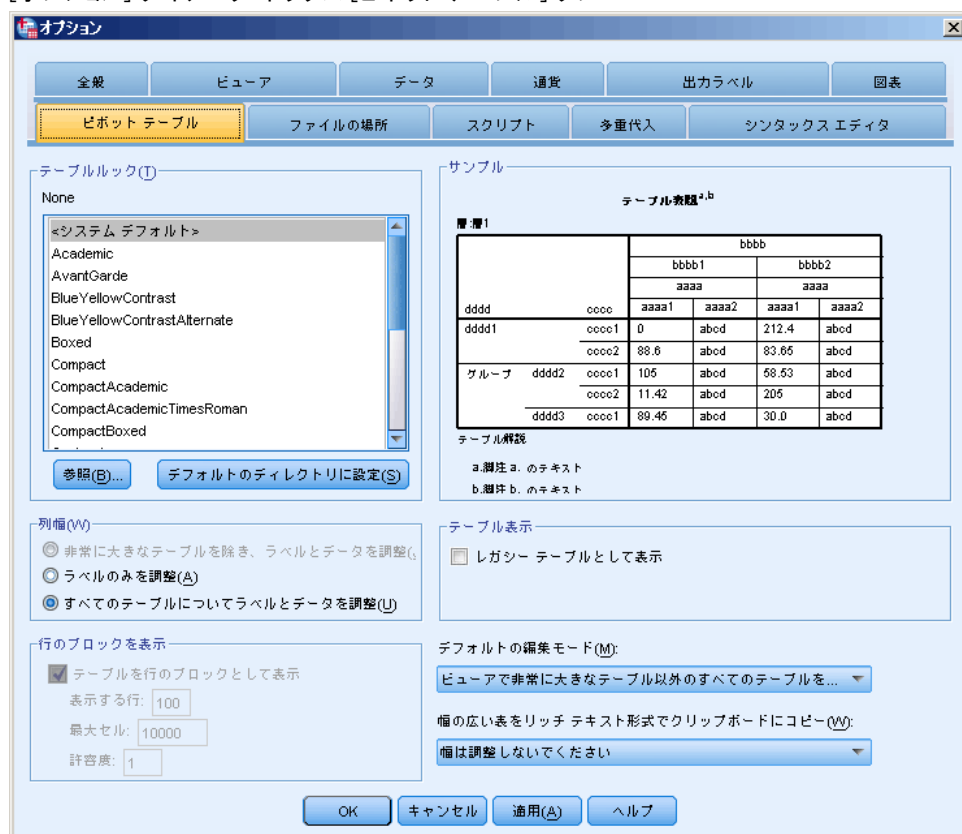 オプション
全般 ビューア データ 通貨 出力ラベル 図表
ピボット テーブル ファイルの場所 スクリプト 多重代入 シンタックス エディタ
テーブルルック(T)
None
<システム デフォルト>
Academic
AvantGarde
BlueYellowContrast
BlueYellowContrastAlternate
Boxed
Compact
CompactAcademic
CompactAcademicTimesRoman
CompactBoxed
参照(B)... デフォルトのディレクトリに設定(S)
サンプル
テーブル表題a,b
層:層1
bbbb
bbbb1 bbbb2
aaaa aaaa
dddd cccc aaaa1 aaaa2 aaaa1 aaaa2
dddd1 cccc1 0 abcd 212.4 abcd
cccc2 88.6 abcd 83.65 abcd
グループ dddd2 cccc1 105 abcd 58.53 abcd
cccc2 11.42 abcd 205 abcd
dddd3 cccc1 89.45 abcd 30.0 abcd
テーブル解説
a.脚注 a. のテキスト
b.脚注 b. のテキスト
列幅(W)
非常に大きなテーブルを除き、ラベルとデータを調整(
ラベルのみを調整(A)
すべてのテーブルについてラベルとデータを調整(U)
テーブル表示
レガシー テーブルとして表示
行のブロックを表示
テーブルを行のブロックとして表示
表示する行: 100
最大セル: 10000
許容度: 1
デフォルトの編集モード(M):
ビューアで非常に大きなテーブル以外のすべてのテーブルを...
幅の広い表をリッチ テキスト形式でクリップボードにコピー(W):
幅は調整しないでください
OK キャンセル 適用(A) ヘルプ